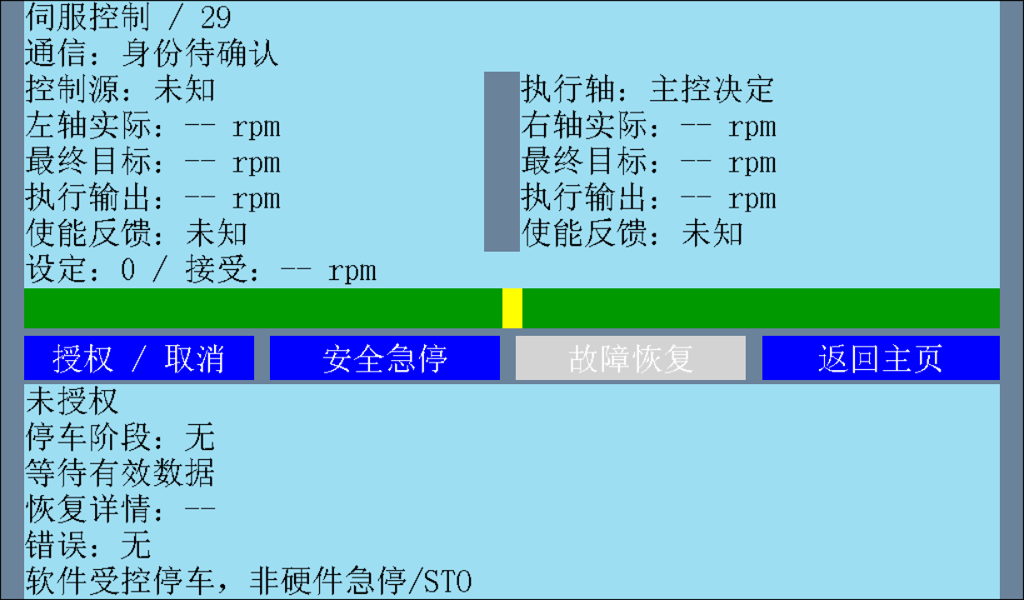 伺服控制 / 29
通信：身份待确认
控制源：未知
执行轴：主控决定
左轴实际：-- rpm
右轴实际：-- rpm
最终目标：-- rpm
最终目标：-- rpm
执行输出：-- rpm
执行输出：-- rpm
使能反馈：未知
使能反馈：未知
设定：0 / 接受：-- rpm
授权 / 取消
安全急停
故障恢复
返回主页
未授权
停车阶段：无
等待有效数据
恢复详情：--
错误：无
软件受控停车，非硬件急停/STO